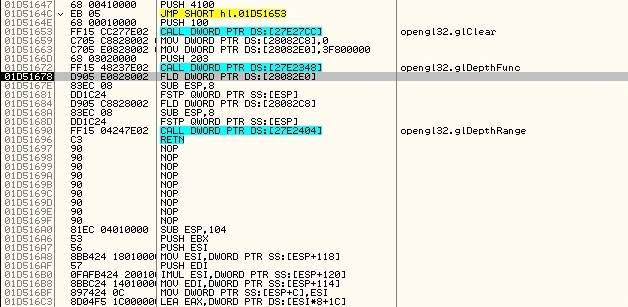 01D51647 68 00410000 PUSH 4100
01D5164C EB 05 JMP SHORT hl.01D51653
68 00010000 PUSH 100
01D51653 FF15 CC277E02 CALL DWORD PTR DS:[27E27CC] opengl32.glClear
C705 C8828002 MOV DWORD PTR DS:[28082C8],0
C705 E0828002 MOV DWORD PTR DS:[28082E0],3F800000
68 03020000 PUSH 203
01D51672 FF15 48237E02 CALL DWORD PTR DS:[27E2348] opengl32.glDepthFunc
01D51678 D905 E0828002 FLD DWORD PTR DS:[28082E0]
01D5167E 83EC 08 SUB ESP,8
01D51681 DD1C24 FSTP QWORD PTR SS:[ESP]
01D51684 D905 C8828002 FLD DWORD PTR DS:[28082C8]
01D5168A 83EC 08 SUB ESP,8
01D5168D DD1C24 FSTP QWORD PTR SS:[ESP]
01D51690 FF15 04247E02 CALL DWORD PTR DS:[27E2404] opengl32.glDepthRange
01D51696 C3 RETN
01D51697 90 NOP
01D51698 90 NOP
01D51699 90 NOP
01D5169A 90 NOP
01D5169B 90 NOP
01D5169C 90 NOP
01D5169D 90 NOP
01D5169E 90 NOP
01D5169F 90 NOP
01D516A0 81EC 04010000 SUB ESP,104
01D516A6 53 PUSH EBX
01D516A7 56 PUSH ESI
01D516A8 8BB424 1801000 MOV ESI,DWORD PTR SS:[ESP+118]
01D516AF 57 PUSH EDI
01D516B0 0FAFB424 20010 IMUL ESI,DWORD PTR SS:[ESP+120]
01D516B8 8BBC24 1401000 MOV EDI,DWORD PTR SS:[ESP+114]
01D516BF 897424 0C MOV DWORD PTR SS:[ESP+C],ESI
01D516C3 8D04F5 1C00000 LEA EAX,DWORD PTR DS:[ESI*8+1C]